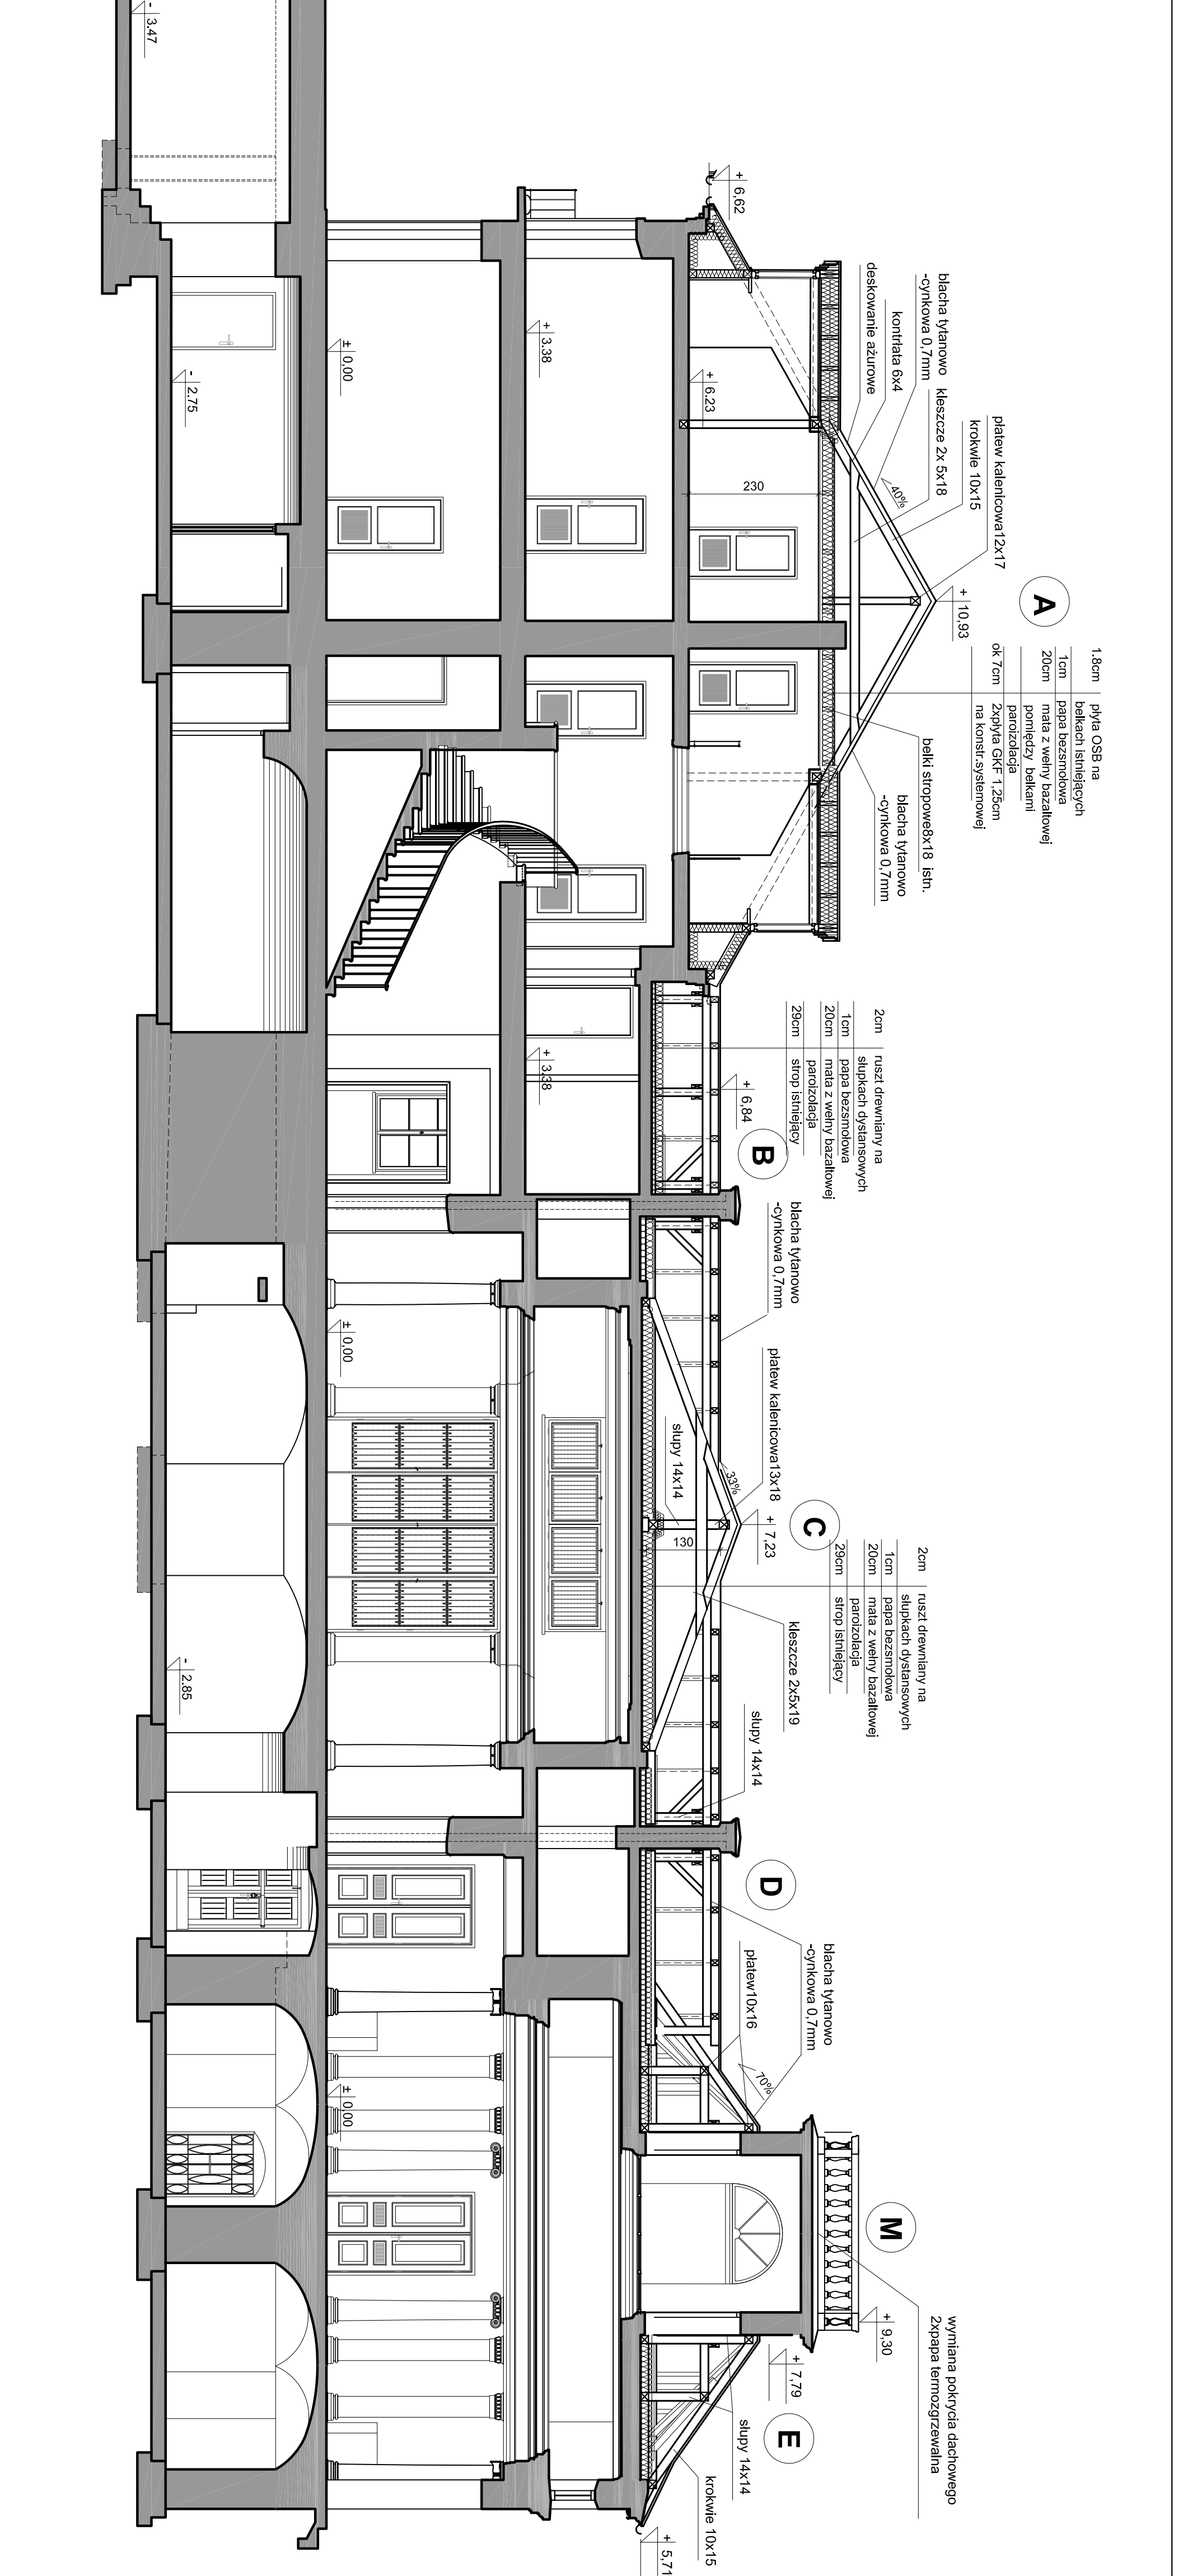 - 3.47
+ 6,62
blacha tytanowo
-cynkowa 0,7mm
deskowanie ażurowe
kontrłata 6x4
kleszcze 2x 5x18
krokwie 10x15
płatew kalenicowa12x17
40%
+ 10,93
A
1.8cm płyta OSB na
belkach istniejących
1cm papa bezsmołowa
20cm mata z wełny bazaltowej
pomiędzy belkami
paroizolacja
ok 7cm 2xpłyta GKF 1,25cm
na konstr.systemowej
belki stropowe8x18 istn.
blacha tytanowo
-cynkowa 0,7mm
230
+ 6.23
+ 3.38
± 0,00
- 2.75
2cm ruszt drewniany na
słupkach dystansowych
1cm papa bezsmołowa
20cm mata z wełny bazaltowej
paroizolacja
29cm strop istniejący
+ 6,84
B
+ 3,38
blacha tytanowo
-cynkowa 0,7mm
płatew kalenicowa13x18
słupy 14x14
33%
130
+ 7,23
C
2cm ruszt drewniany na
słupkach dystansowych
1cm papa bezsmołowa
20cm mata z wełny bazaltowej
paroizolacja
29cm strop istniejący
kleszcze 2x5x19
słupy 14x14
± 0,00
- 2.85
D
blacha tytanowo
-cynkowa 0,7mm
płatew10x16
70%
± 0,00
M
+ 9,30
wymiana pokrycia dachowego
2xpapa termozgrzewalna
+ 7,79
E
słupy 14x14
krokwie 10x15
+ 5,71